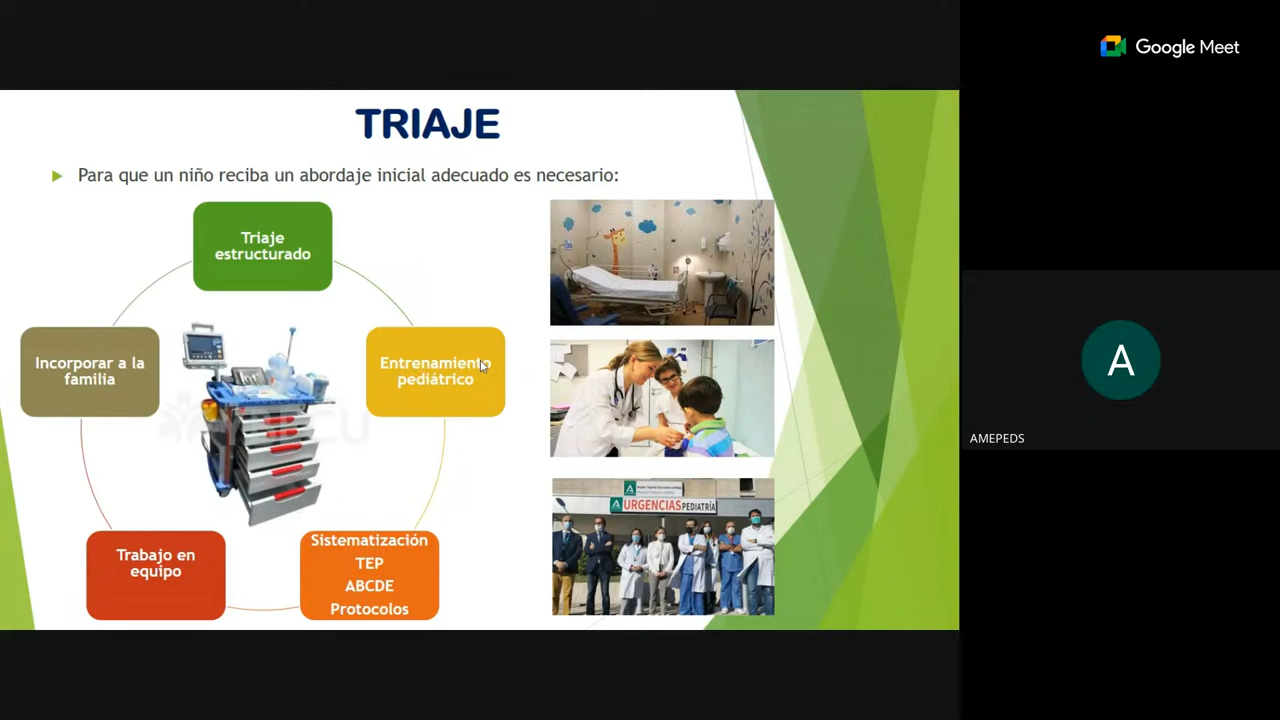 Google Meet
TRIAJE
Para que un niño reciba un abordaje inicial adecuado es necesario:
Triaje
estructurado
Entrenamiento
pediátrico
Sistematización
TEP
ABCDE
Protocolos
Trabajo en
equipo
Incorporar a la
familia
URGENCIAS PEDIATRÍA
A
AMEPEDS